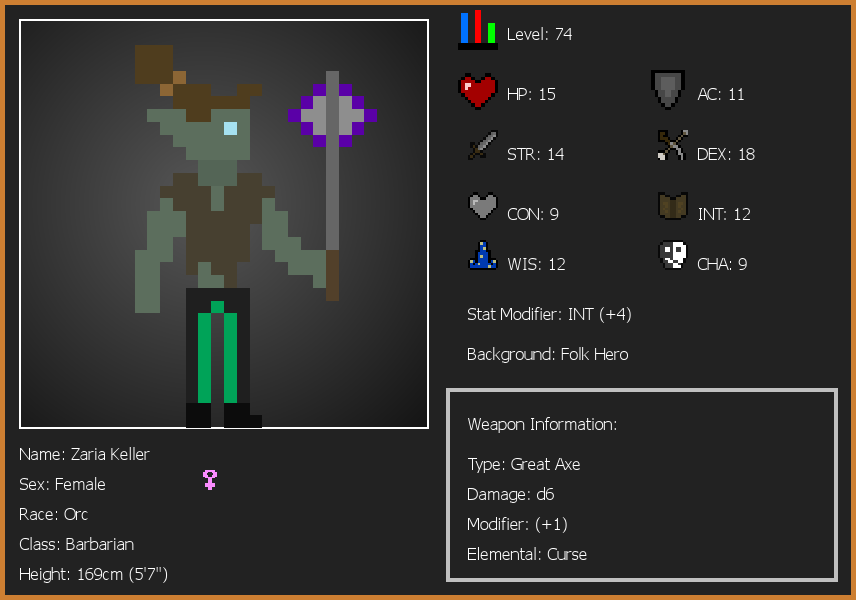 Level: 74
HP: 15
AC: 11
STR: 14
DEX: 18
CON: 9
INT: 12
WIS: 12
CHA: 9
Stat Modifier: INT (+4)
Background: Folk Hero
Weapon Information:
Type: Great Axe
Damage: d6
Modifier: (+1)
Elemental: Curse
Name: Zaria Keller
Sex: Female
Race: Orc
Class: Barbarian
Height: 169cm (5'7")